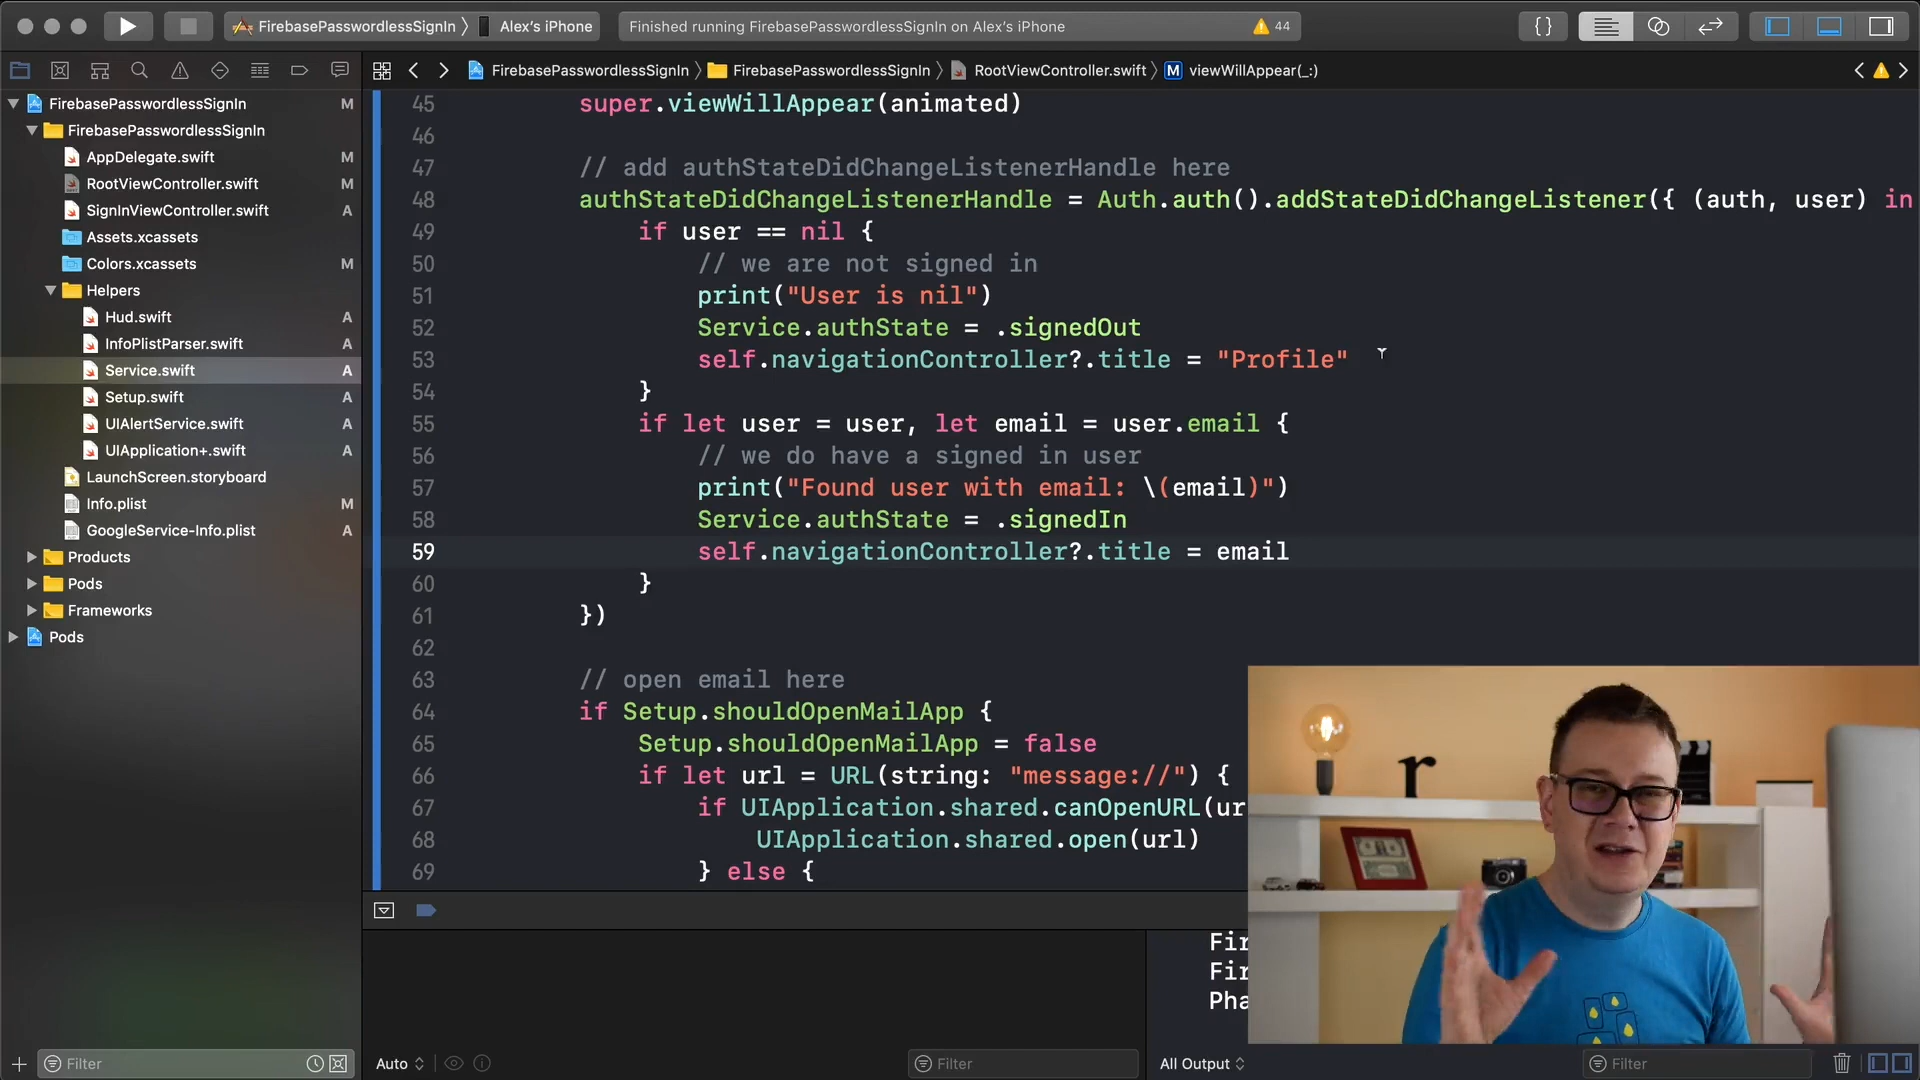 FirebasePasswordlessSignIn
Alex's iPhone
Finished running FirebasePasswordlessSignIn on Alex's iPhone
44
{}
FirebasePasswordlessSignIn
FirebasePasswordlessSignIn
RootViewController.swift
M
viewWillAppear(_:)
FirebasePasswordlessSignIn M
FirebasePasswordlessSignIn
AppDelegate.swift M
RootViewController.swift M
SignInViewController.swift A
Assets.xcassets
Colors.xcassets M
Helpers
Hud.swift A
InfoPlistParser.swift A
Service.swift A
Setup.swift A
UIAlertService.swift A
UIApplication+.swift A
LaunchScreen.storyboard
Info.plist M
GoogleService-Info.plist A
Products
Pods
Frameworks
Pods
45 super.viewWillAppear(animated)
46
47 // add authStateDidChangeListenerHandle here
48 authStateDidChangeListenerHandle = Auth.auth().addStateDidChangeListener({ (auth, user) in
49 if user == nil {
50 // we are not signed in
51 print("User is nil")
52 Service.authState = .signedOut
53 self.navigationController?.title = "Profile"
54 }
55 if let user = user, let email = user.email {
56 // we do have a signed in user
57 print("Found user with email: \(email)")
58 Service.authState = .signedIn
59 self.navigationController?.title = email
60 }
61 })
62
63 // open email here
64 if Setup.shouldOpenMailApp {
65 Setup.shouldOpenMailApp = false
66 if let url = URL(string: "message://") {
67 if UIApplication.shared.canOpenURL(ur
68 UIApplication.shared.open(url)
69 } else {
Fir
Fir
Pha
r
Filter
Auto
Filter
All Output
Filter